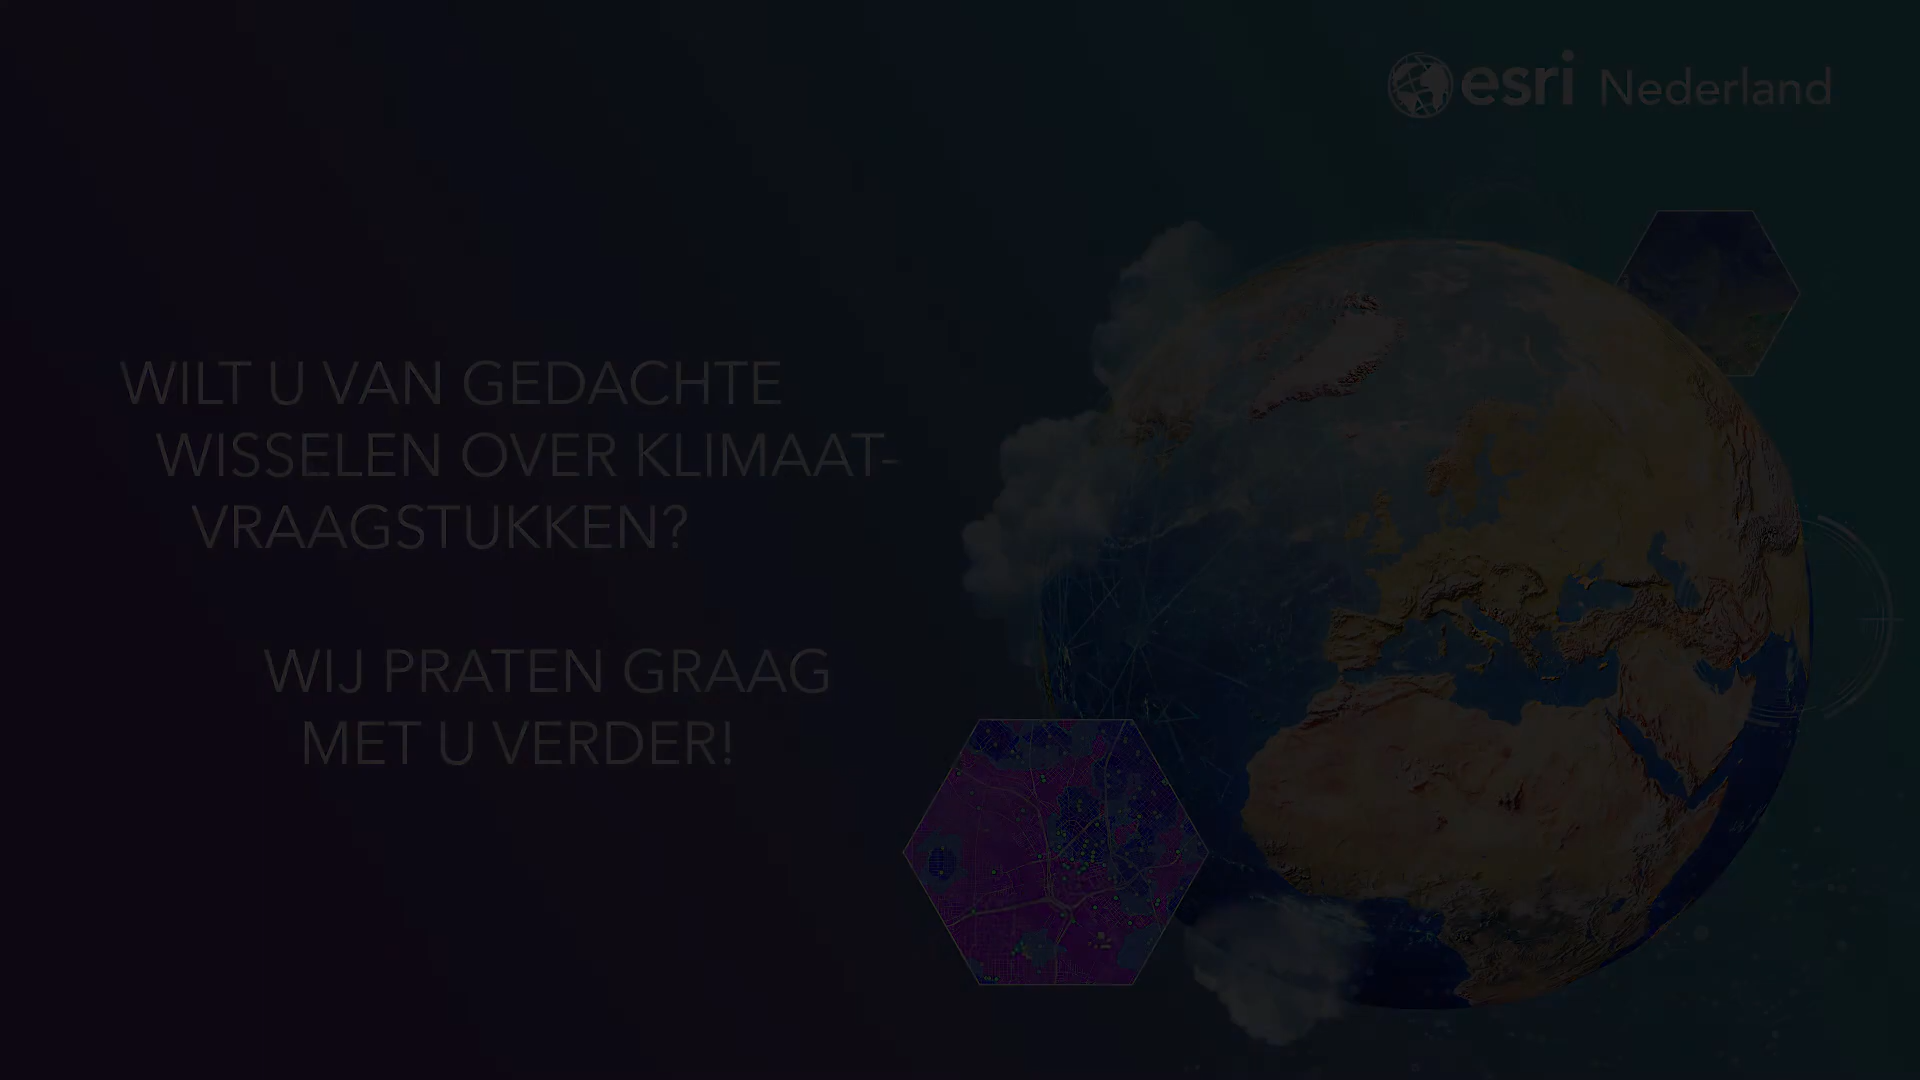 esri Nederland
WILT U VAN GEDACHTE
WISSELEN OVER KLIMAAT-
VRAAGSTUKKEN?
WIJ PRATEN GRAAG
MET U VERDER!